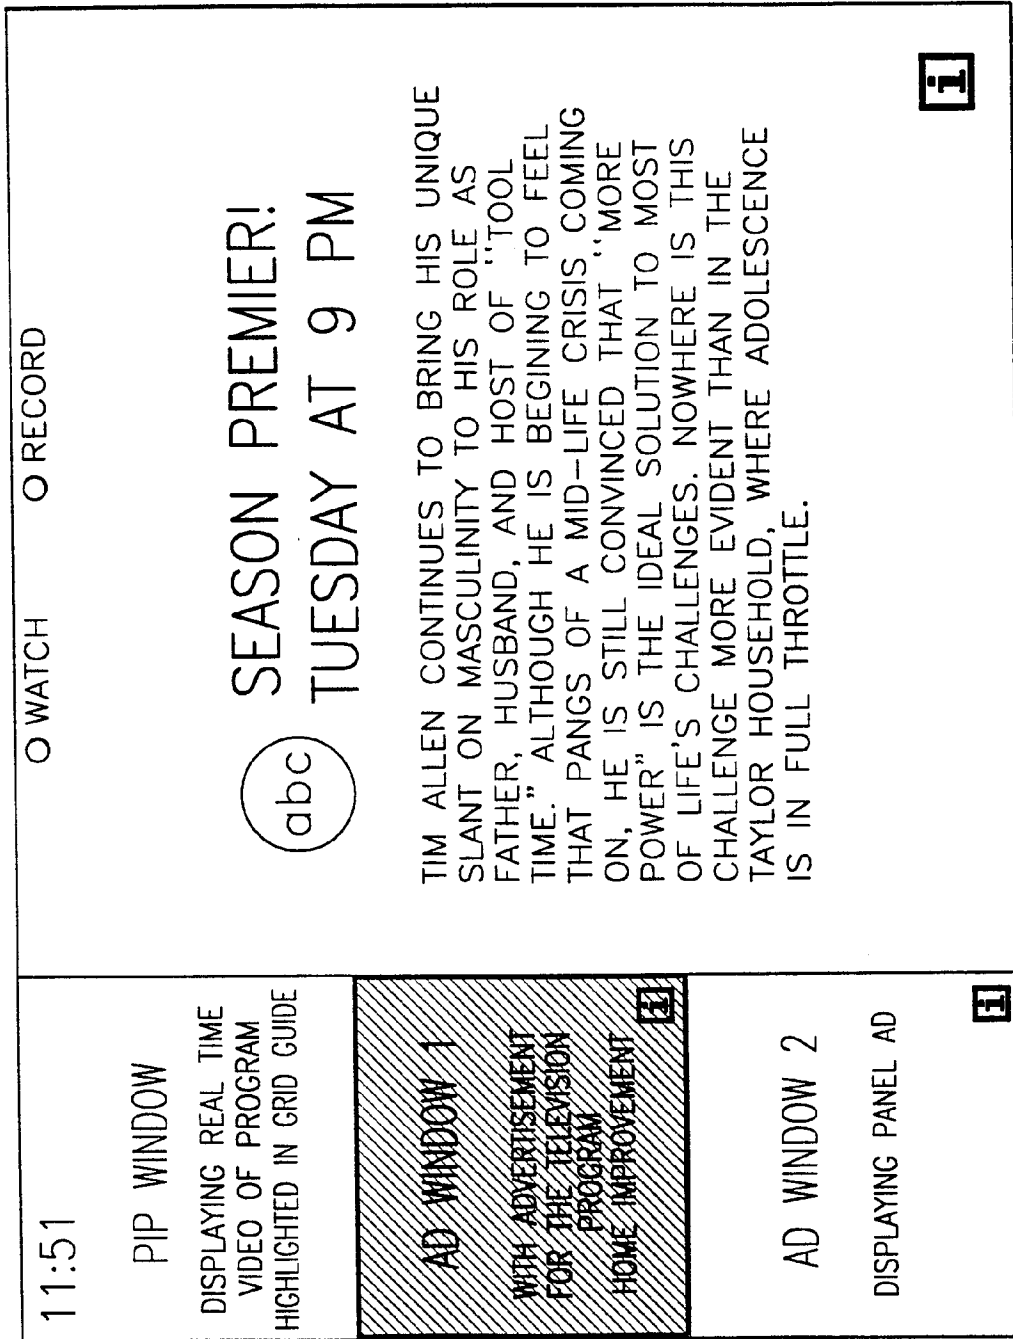 11:51
O WATCH
O RECORD
PIP WINDOW
DISPLAYING REAL TIME
VIDEO OF PROGRAM
HIGHLIGHTED IN GRID GUIDE
AD WINDOW 1
WITH ADVERTISEMENT
FOR THE TELEVISION
PROGRAM
HOME IMPROVEMENT
i
AD WINDOW 2
DISPLAYING PANEL AD
i
abc
SEASON PREMIER!
TUESDAY AT 9 PM
TIM ALLEN CONTINUES TO BRING HIS UNIQUE
SLANT ON MASCULINITY TO HIS ROLE AS
FATHER, HUSBAND, AND HOST OF "TOOL
TIME." ALTHOUGH HE IS BEGINING TO FEEL
THAT PANGS OF A MID-LIFE CRISIS COMING
ON, HE IS STILL CONVINCED THAT "MORE
POWER" IS THE IDEAL SOLUTION TO MOST
OF LIFE'S CHALLENGES. NOWHERE IS THIS
CHALLENGE MORE EVIDENT THAN IN THE
TAYLOR HOUSEHOLD, WHERE ADOLESCENCE
IS IN FULL THROTTLE.
i